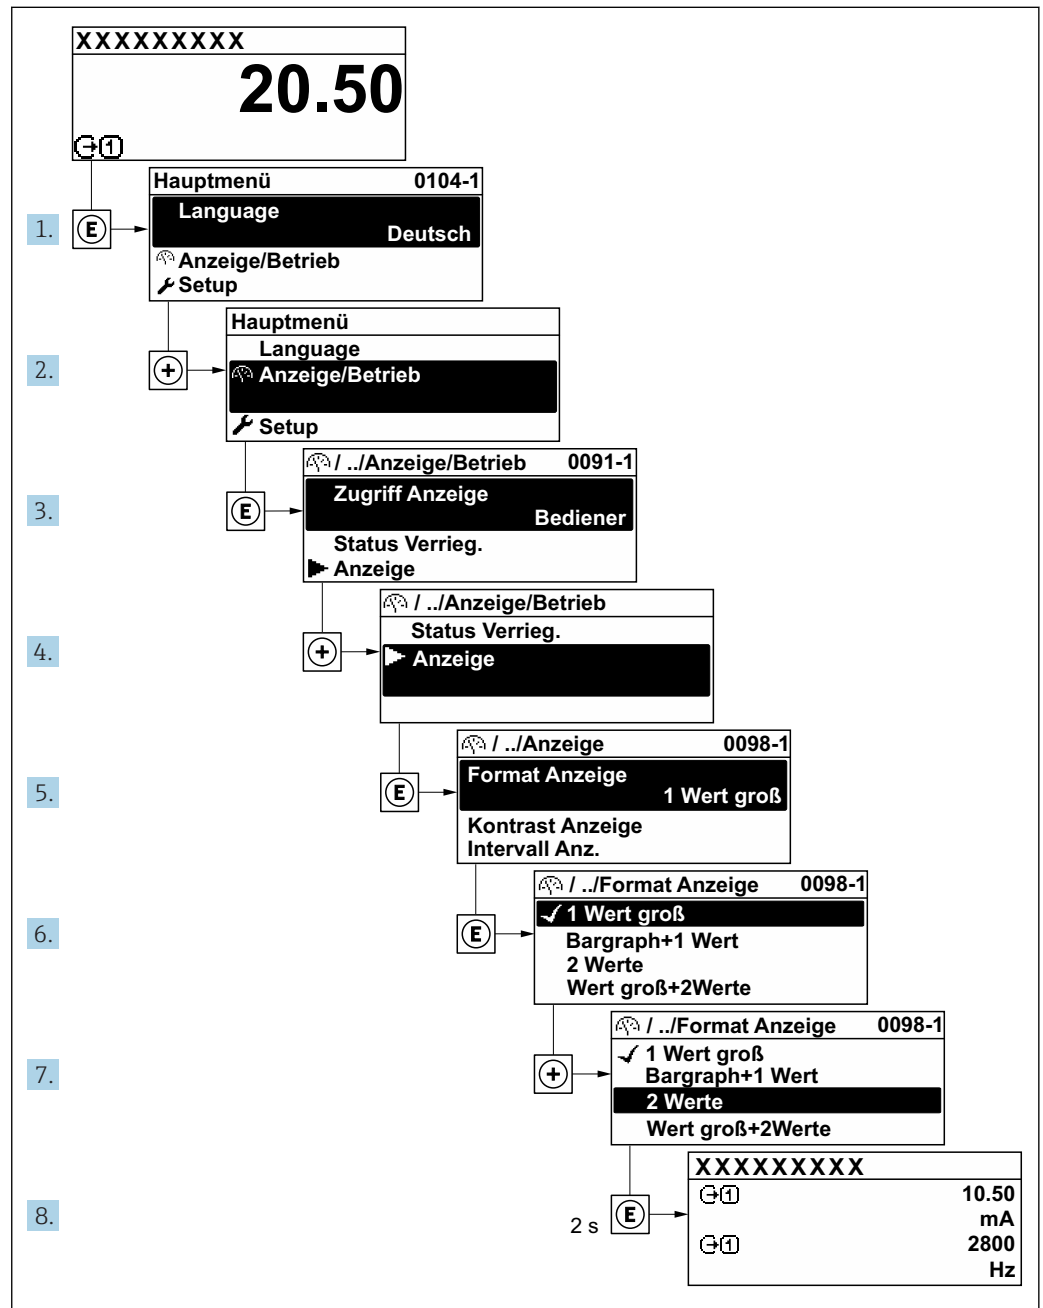 XXXXXXXXX
20.50
1
1.
E
Hauptmenü 0104-1
Language
Deutsch
Anzeige/Betrieb
Setup
2.
+
Hauptmenü
Language
Anzeige/Betrieb
Setup
3.
E
/ ../Anzeige/Betrieb 0091-1
Zugriff Anzeige
Bediener
Status Verrieg.
Anzeige
4.
+
/ ../Anzeige/Betrieb
Status Verrieg.
Anzeige
5.
E
/ ../Anzeige 0098-1
Format Anzeige
1 Wert groß
Kontrast Anzeige
Intervall Anz.
6.
E
/ ../Format Anzeige 0098-1
1 Wert groß
Bargraph+1 Wert
2 Werte
Wert groß+2Werte
7.
+
/ ../Format Anzeige 0098-1
1 Wert groß
Bargraph+1 Wert
2 Werte
Wert groß+2Werte
8.
2 s
E
XXXXXXXXX
1 10.50
mA
1 2800
Hz